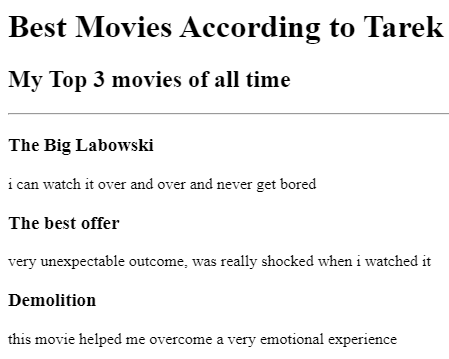 Best Movies According to Tarek
My Top 3 movies of all time
The Big Labowski
i can watch it over and over and never get bored
The best offer
very unexpectable outcome, was really shocked when i watched it
Demolition
this movie helped me overcome a very emotional experience